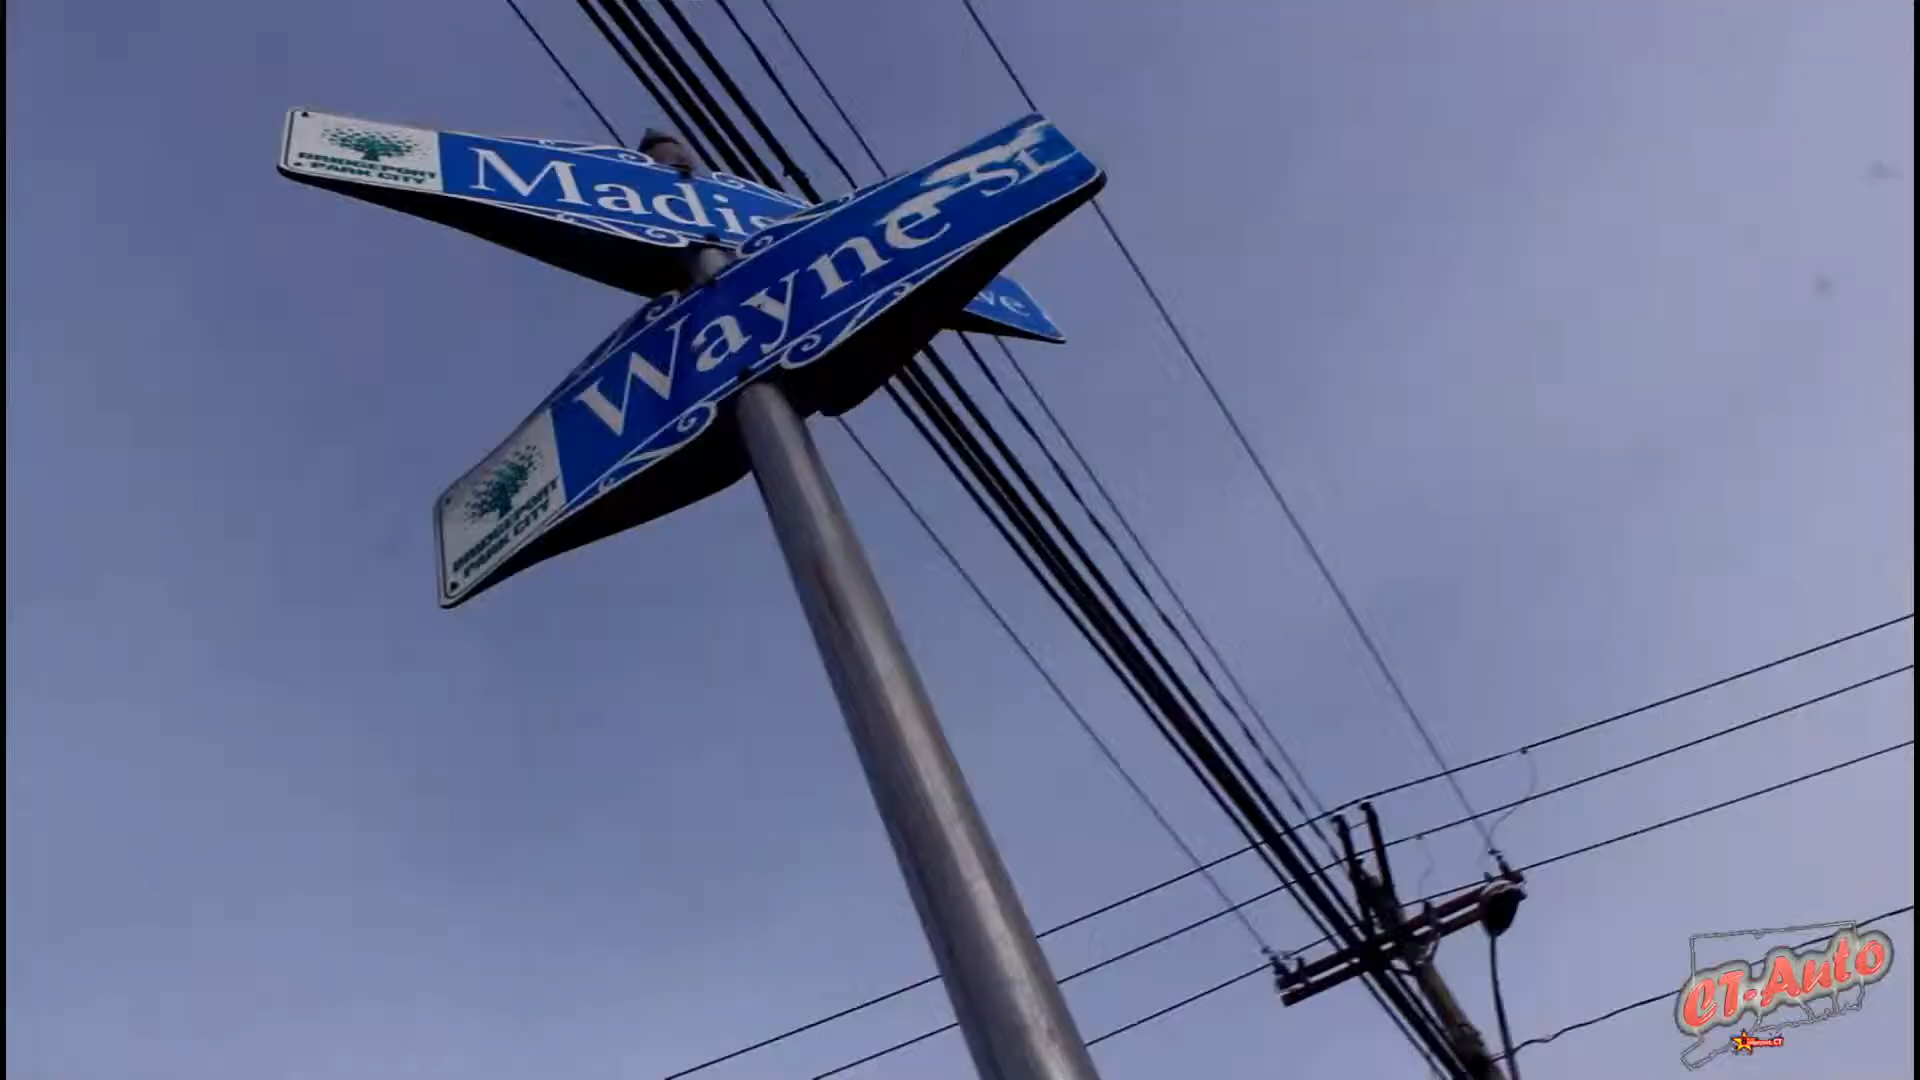 BRIDGEPORT
PARK CITY
Madis
ve
Wayne St.
BRIDGEPORT
PARK CITY
CT-Auto